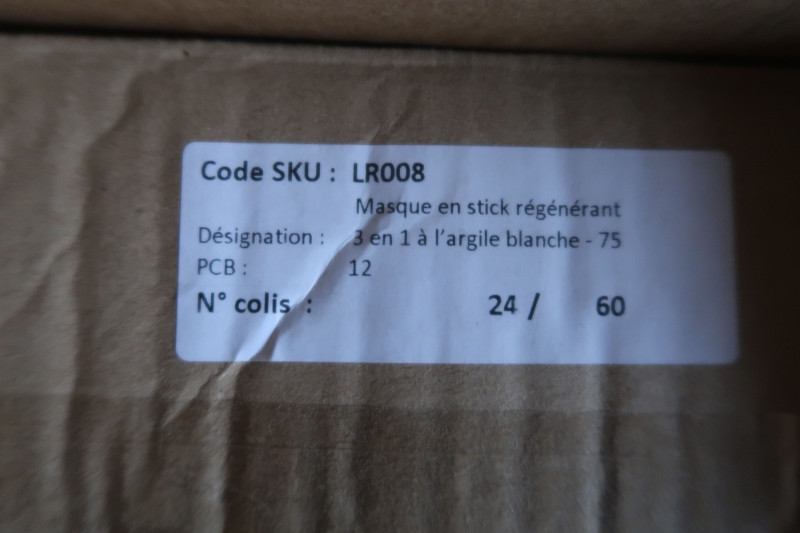 Code SKU : LR008
Masque en stick régénérant
Désignation : 3 en 1 à l'argile blanche - 75
PCB : 12
N° colis : 24 / 60